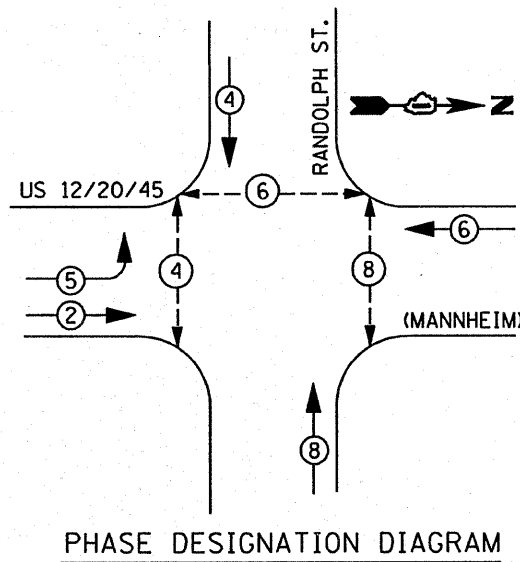 RANDOLPH ST.
N
4
US 12/20/45
6
6
5
4
8
2
(MANNHEIM)
8
PHASE DESIGNATION DIAGRAM